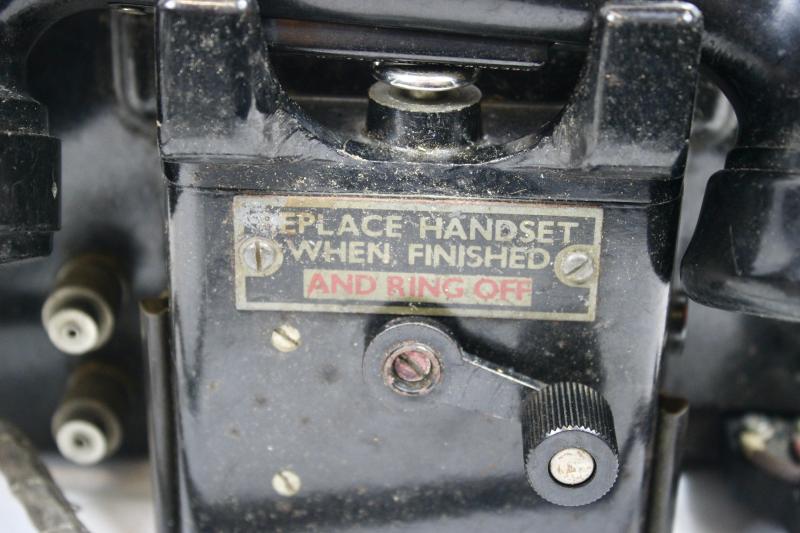 REPLACE HANDSET
WHEN FINISHED
AND RING OFF